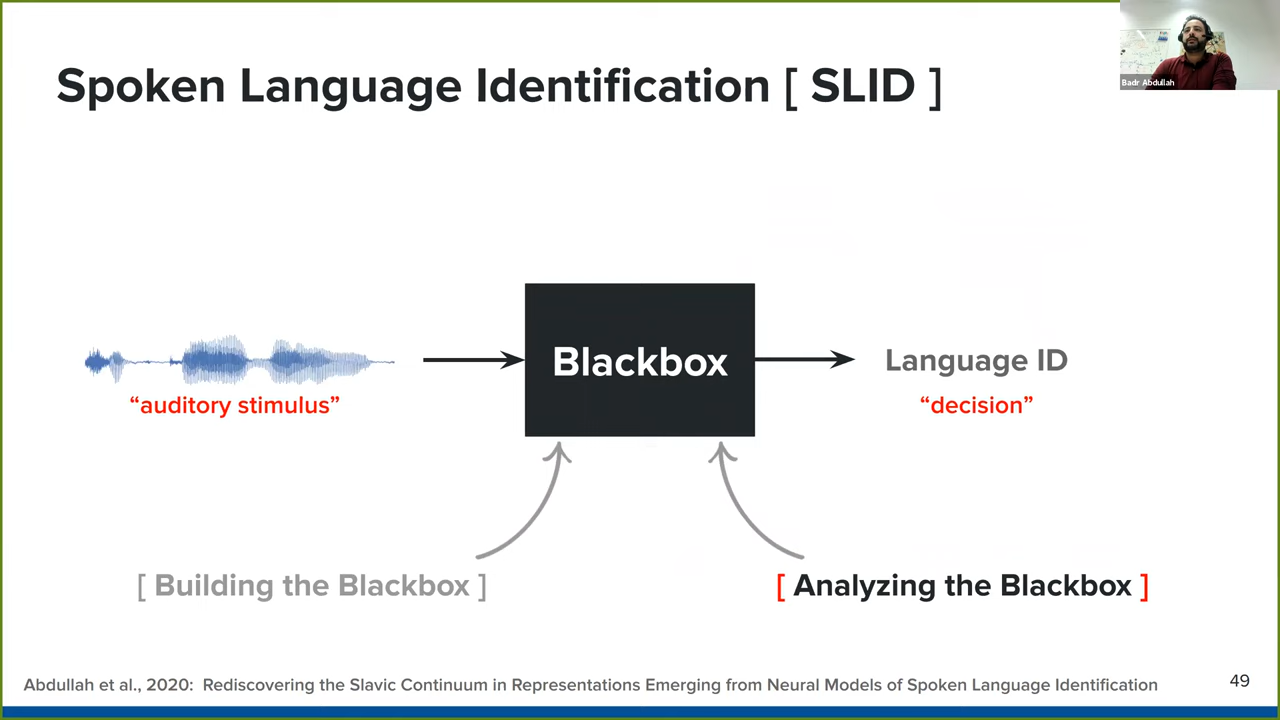 Spoken Language Identification [ SLID ]
Badr Abdullah
Blackbox
Language ID
“auditory stimulus”
“decision”
[ Building the Blackbox ]
[ Analyzing the Blackbox ]
Abdullah et al., 2020: Rediscovering the Slavic Continuum in Representations Emerging from Neural Models of Spoken Language Identification
49